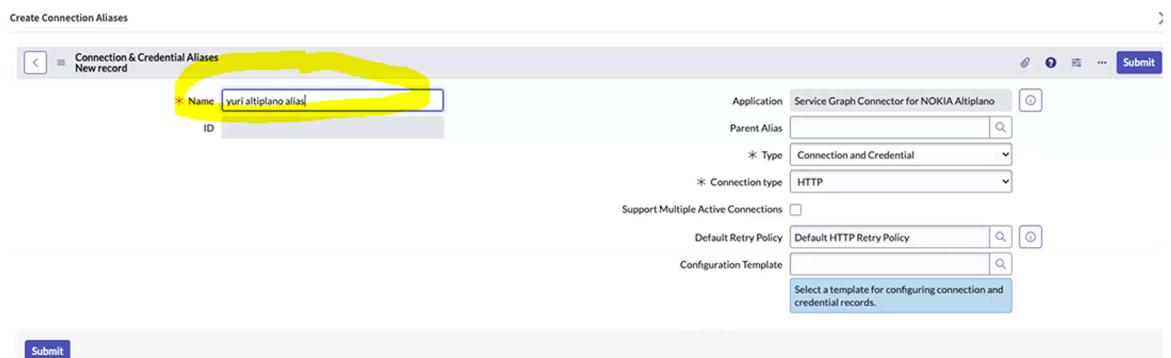 Create Connection Aliases
Connection & Credential Aliases
New record
Submit
* Name yuri altiplano alias
ID
Application Service Graph Connector for NOKIA Altiplano
Parent Alias
* Type Connection and Credential
* Connection type HTTP
Support Multiple Active Connections
Default Retry Policy Default HTTP Retry Policy
Configuration Template
Select a template for configuring connection and
credential records.
Submit